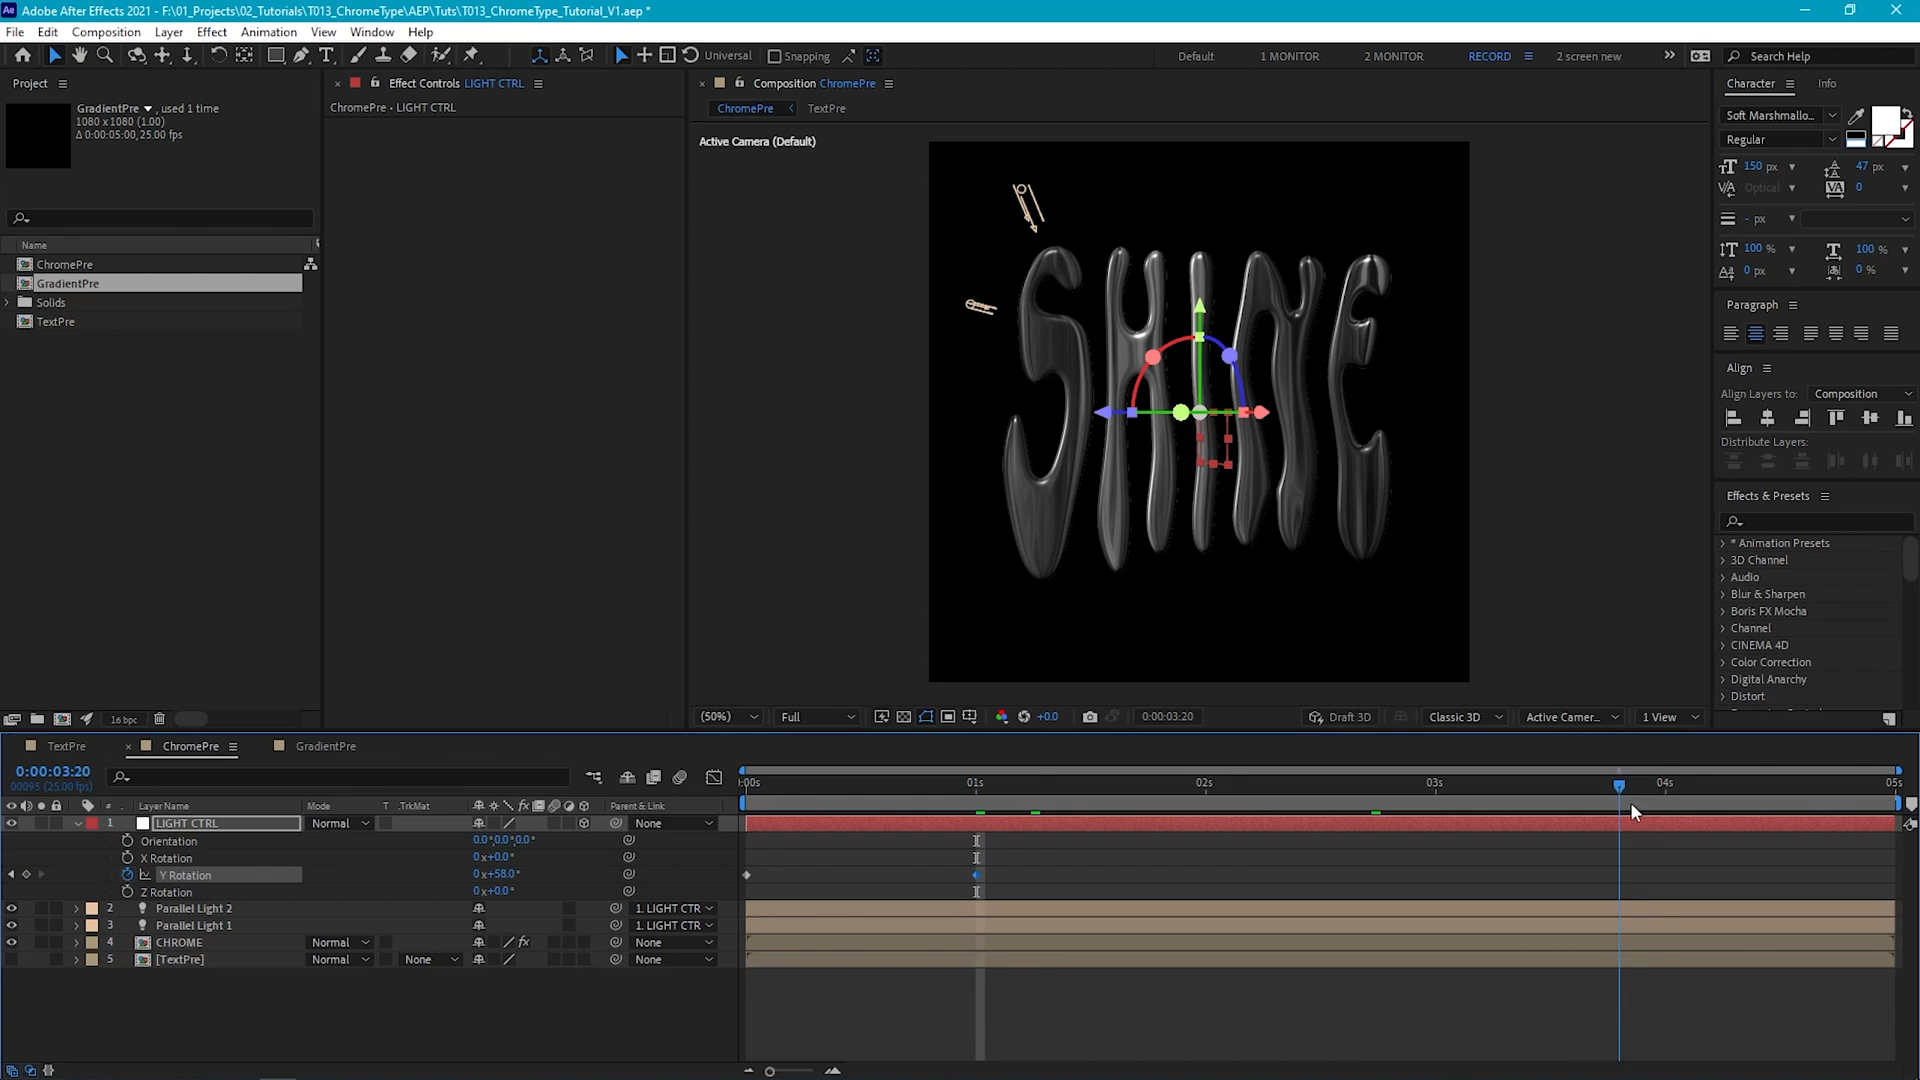 Adobe After Effects 2021 - F:\01_Projects\02_Tutorials\T013_ChromeType\AEP\Tuts\T013_ChromeType_Tutorial_V1.aep *
File Edit Composition Layer Effect Animation View Window Help
Universal Snapping Default 1 MONITOR 2 MONITOR RECORD 2 screen new Search Help
Project
GradientPre , used 1 time
1080 x 1080 (1.00)
Δ 0:00:05:00, 25.00 fps
Name
ChromePre
GradientPre
Solids
TextPre
16 bpc
Effect Controls LIGHT CTRL
ChromePre • LIGHT CTRL
Composition ChromePre
ChromePre TextPre
Active Camera (Default)
SHINE
(50%) Full +0.0 0:00:03:20 Draft 3D Classic 3D Active Camer... 1 View
Character Info
Soft Marshmallo...
Regular
150 px 47 px
Optical 0
- px
100 % 100 %
0 px 0 %
Paragraph
Align
Align Layers to: Composition
Distribute Layers:
Effects & Presets
* Animation Presets
3D Channel
Audio
Blur & Sharpen
Boris FX Mocha
Channel
CINEMA 4D
Color Correction
Digital Anarchy
Distort
TextPre ChromePre GradientPre
0:00:03:20
00095 (25.00 fps)
:00s 01s 02s 03s 04s 05s
# Layer Name Mode T .TrkMat Parent & Link
1 LIGHT CTRL Normal None
Orientation 0.0°,0.0°,0.0°
X Rotation 0x+0.0°
Y Rotation 0x+58.0°
Z Rotation 0x+0.0°
2 Parallel Light 2 1. LIGHT CTR
3 Parallel Light 1 1. LIGHT CTR
4 CHROME Normal None
5 [TextPre] Normal None None